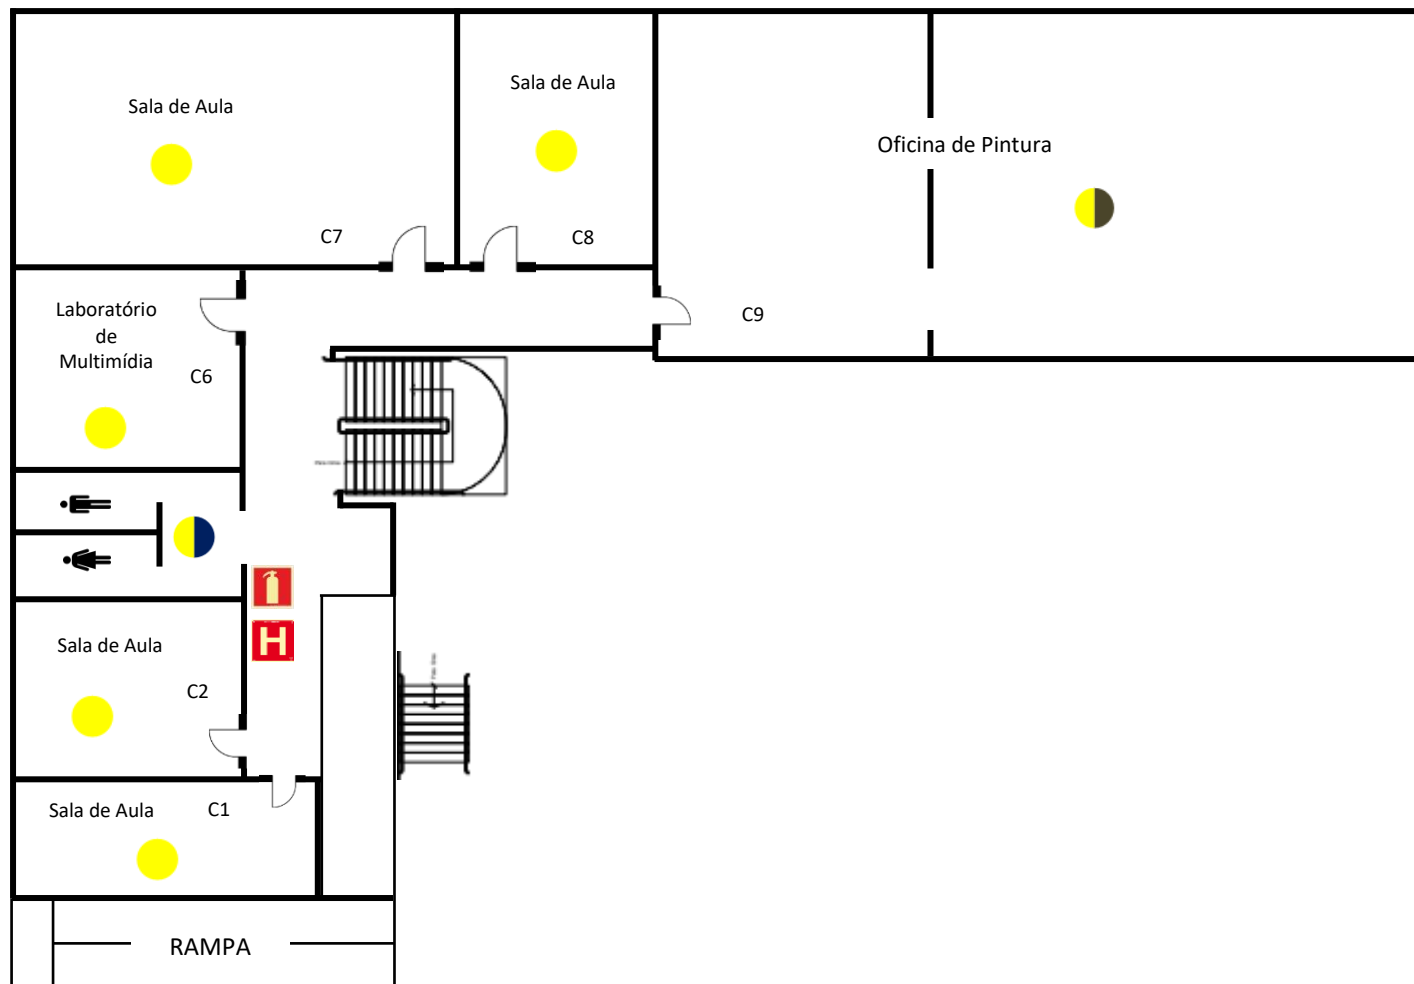 Sala de Aula
Sala de Aula
Oficina de Pintura
C7
C8
Laboratório
de
Multimídia
C9
C6
H
Sala de Aula
C2
Sala de Aula
C1
RAMPA